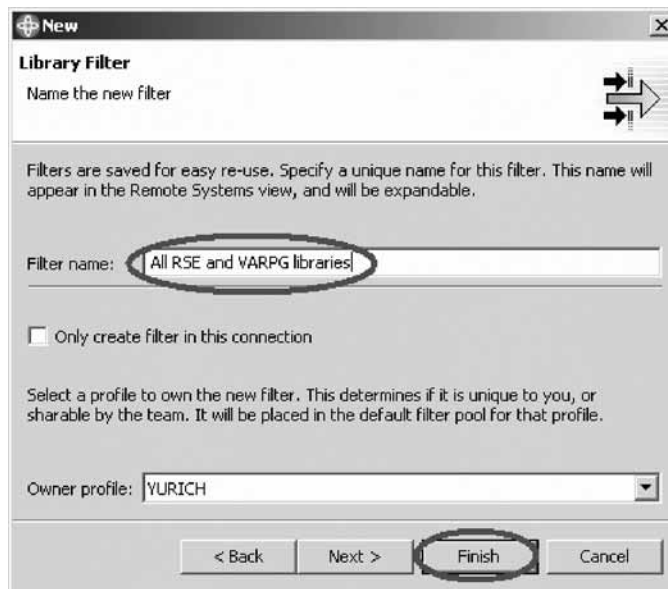 New
Library Filter
Name the new filter
Filters are saved for easy re-use. Specify a unique name for this filter. This name will
appear in the Remote Systems view, and will be expandable.
Filter name: All RSE and VARPG libraries
Only create filter in this connection
Select a profile to own the new filter. This determines if it is unique to you, or
sharable by the team. It will be placed in the default filter pool for that profile.
Owner profile: YURICH
< Back Next > Finish Cancel